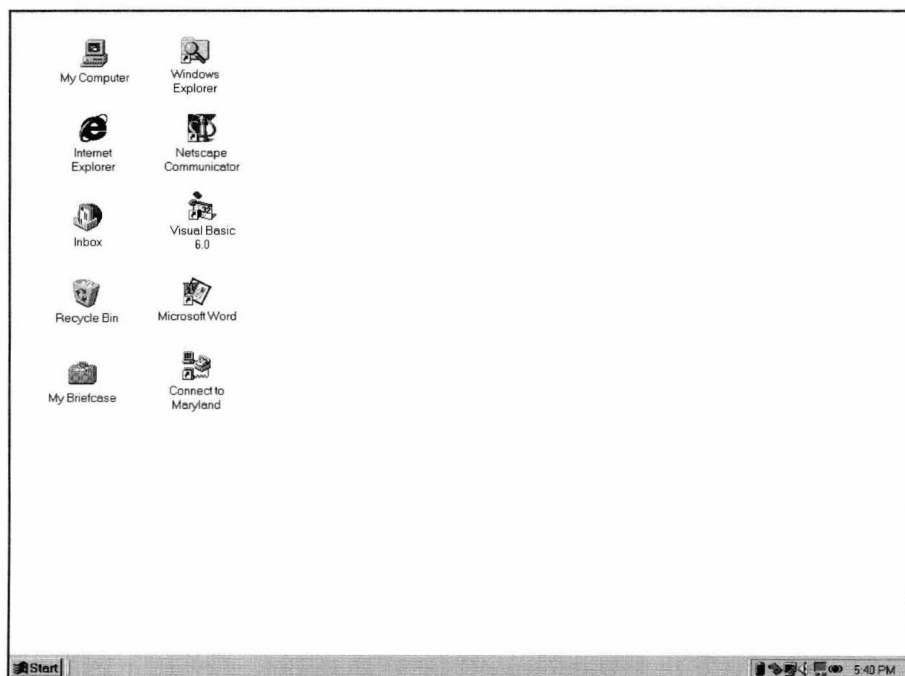 My Computer
Windows
Explorer
Internet
Explorer
Netscape
Communicator
Inbox
Visual Basic
6.0
Recycle Bin
Microsoft Word
My Briefcase
Connect to
Maryland
Start
5:40 PM